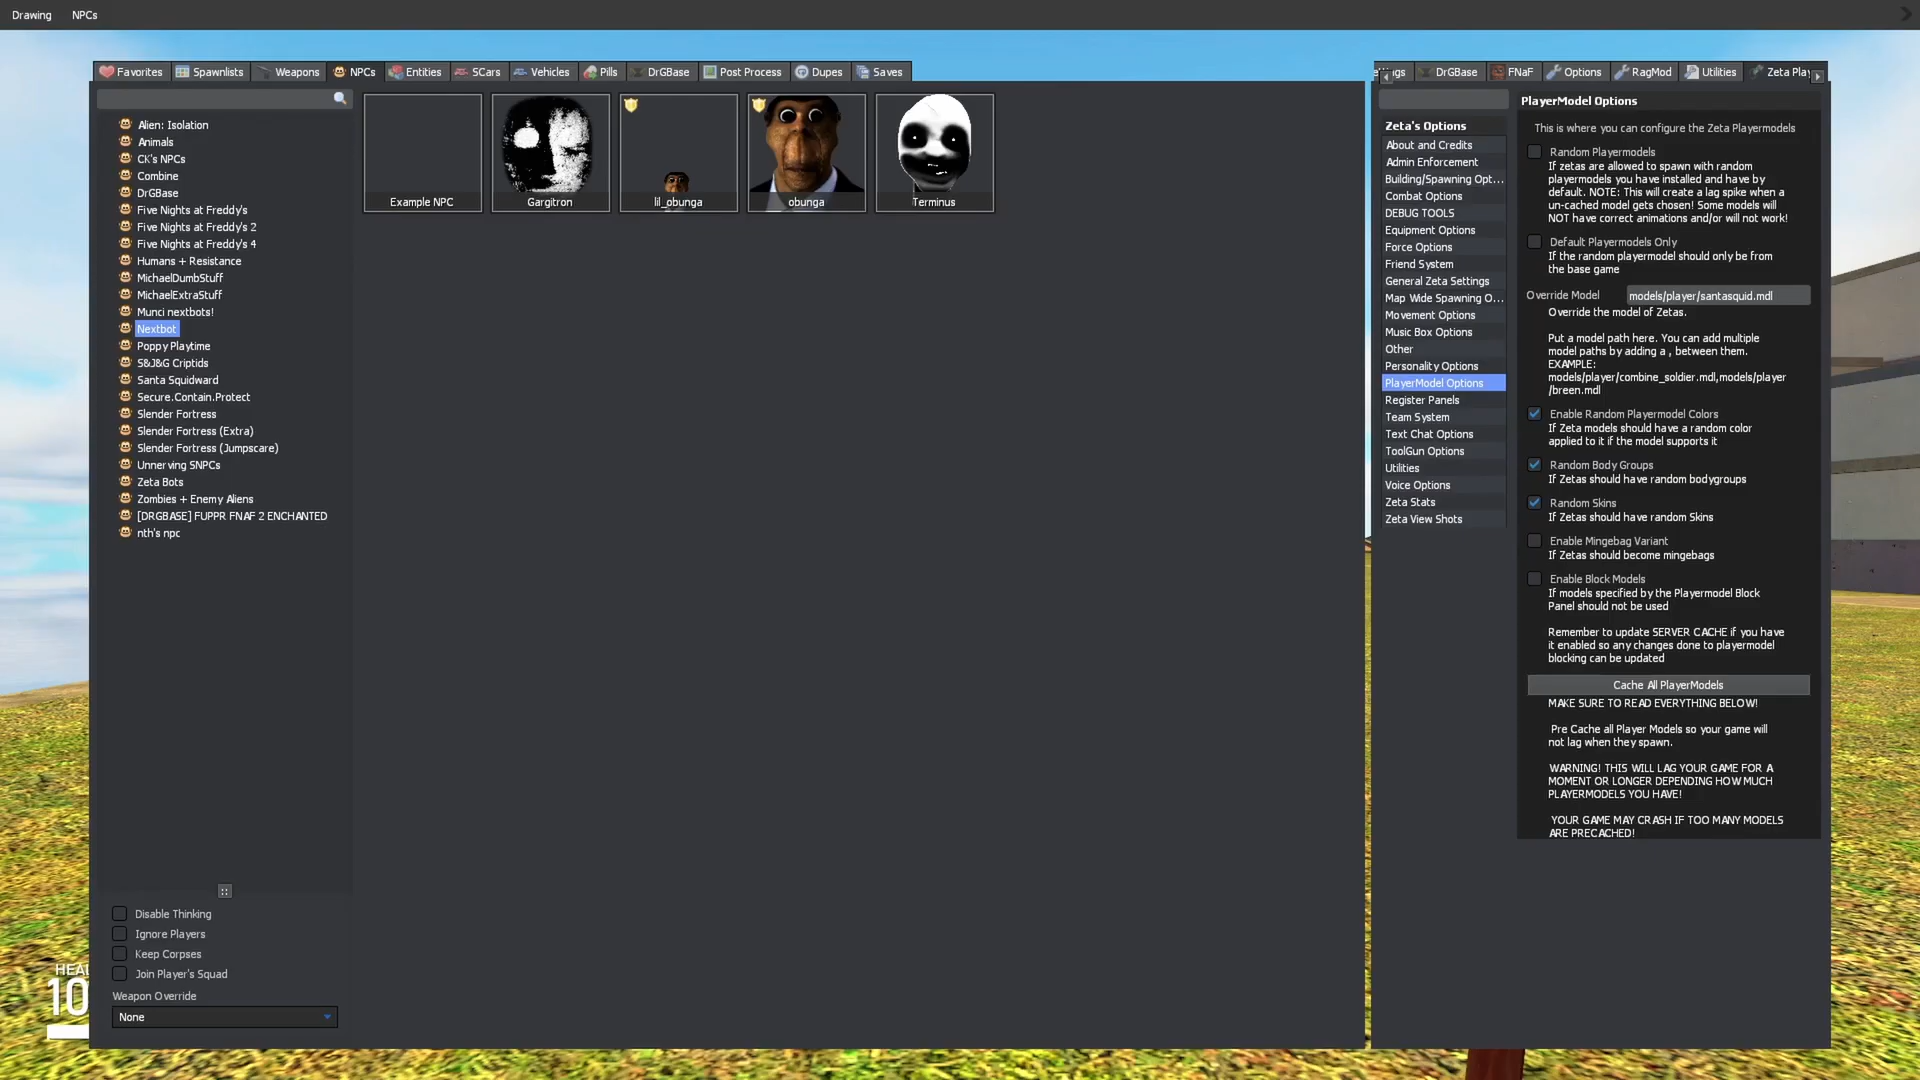 Drawing NPCs
Favorites Spawnlists Weapons NPCs Entities SCars Vehicles Pills DrGBase Post Process Dupes Saves
DrGBase FNaF Options RagMod Utilities Zeta Play
Alien: Isolation
Animals
CK's NPCs
Combine
DrGBase
Five Nights at Freddy's
Five Nights at Freddy's 2
Five Nights at Freddy's 4
Humans + Resistance
MichaelDumbStuff
MichaelExtraStuff
Munci nextbots!
Nextbot
Poppy Playtime
S&J&G Criptids
Santa Squidward
Secure.Contain.Protect
Slender Fortress
Slender Fortress (Extra)
Slender Fortress (Jumpscare)
Unnerving SNPCs
Zeta Bots
Zombies + Enemy Aliens
[DRGBASE] FUPPR FNAF 2 ENCHANTED
nth's npc
Disable Thinking
Ignore Players
Keep Corpses
Join Player's Squad
Weapon Override
None
HEAL
10
Example NPC
Gargitron
lil_obunga
obunga
Terminus
Zeta's Options
About and Credits
Admin Enforcement
Building/Spawning Opt...
Combat Options
DEBUG TOOLS
Equipment Options
Force Options
Friend System
General Zeta Settings
Map Wide Spawning O...
Movement Options
Music Box Options
Other
Personality Options
PlayerModel Options
Register Panels
Team System
Text Chat Options
ToolGun Options
Utilities
Voice Options
Zeta Stats
Zeta View Shots
PlayerModel Options
This is where you can configure the Zeta Playermodels
Random Playermodels
If zetas are allowed to spawn with random
playermodels you have installed and have by
default. NOTE: This will create a lag spike when a
un-cached model gets chosen! Some models will
NOT have correct animations and/or will not work!
Default Playermodels Only
If the random playermodel should only be from
the base game
Override Model models/player/santasquid.mdl
Override the model of Zetas.
Put a model path here. You can add multiple
model paths by adding a , between them.
EXAMPLE:
models/player/combine_soldier.mdl,models/player
/breen.mdl
Enable Random Playermodel Colors
If Zeta models should have a random color
applied to it if the model supports it
Random Body Groups
If Zetas should have random bodygroups
Random Skins
If Zetas should have random Skins
Enable Mingebag Variant
If Zetas should become mingebags
Enable Block Models
If models specified by the Playermodel Block
Panel should not be used
Remember to update SERVER CACHE if you have
it enabled so any changes done to playermodel
blocking can be updated
Cache All PlayerModels
MAKE SURE TO READ EVERYTHING BELOW!
Pre Cache all Player Models so your game will
not lag when they spawn.
WARNING! THIS WILL LAG YOUR GAME FOR A
MOMENT OR LONGER DEPENDING HOW MUCH
PLAYERMODELS YOU HAVE!
YOUR GAME MAY CRASH IF TOO MANY MODELS
ARE PRECACHED!